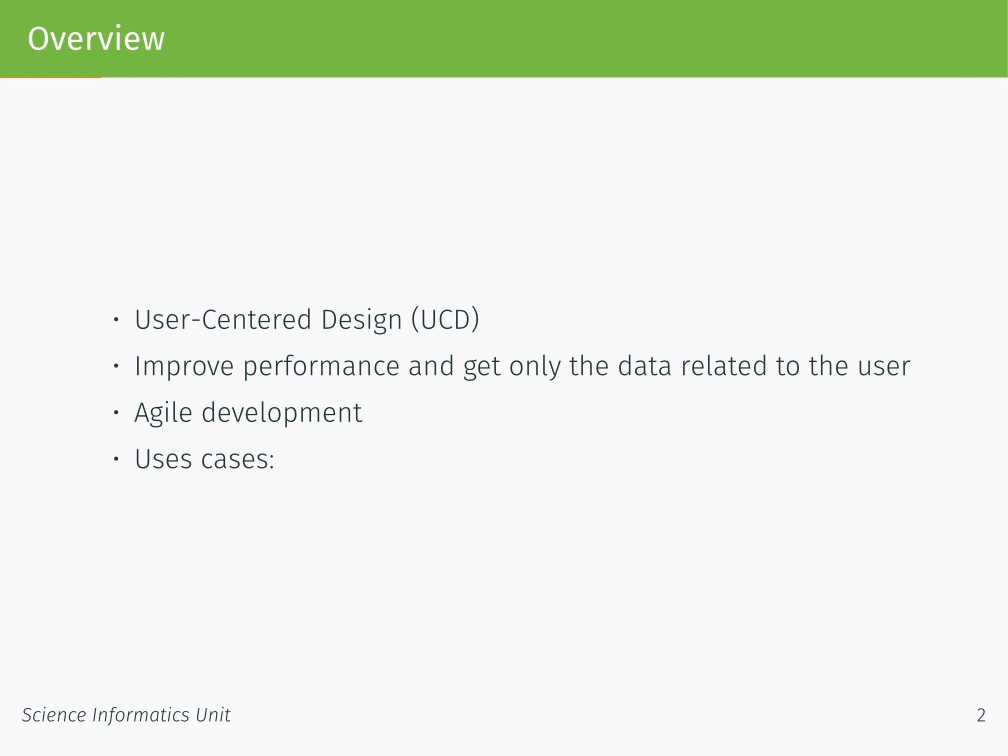 Overview
• User-Centered Design (UCD)
• Improve performance and get only the data related to the user
• Agile development
• Uses cases:
Science Informatics Unit 2